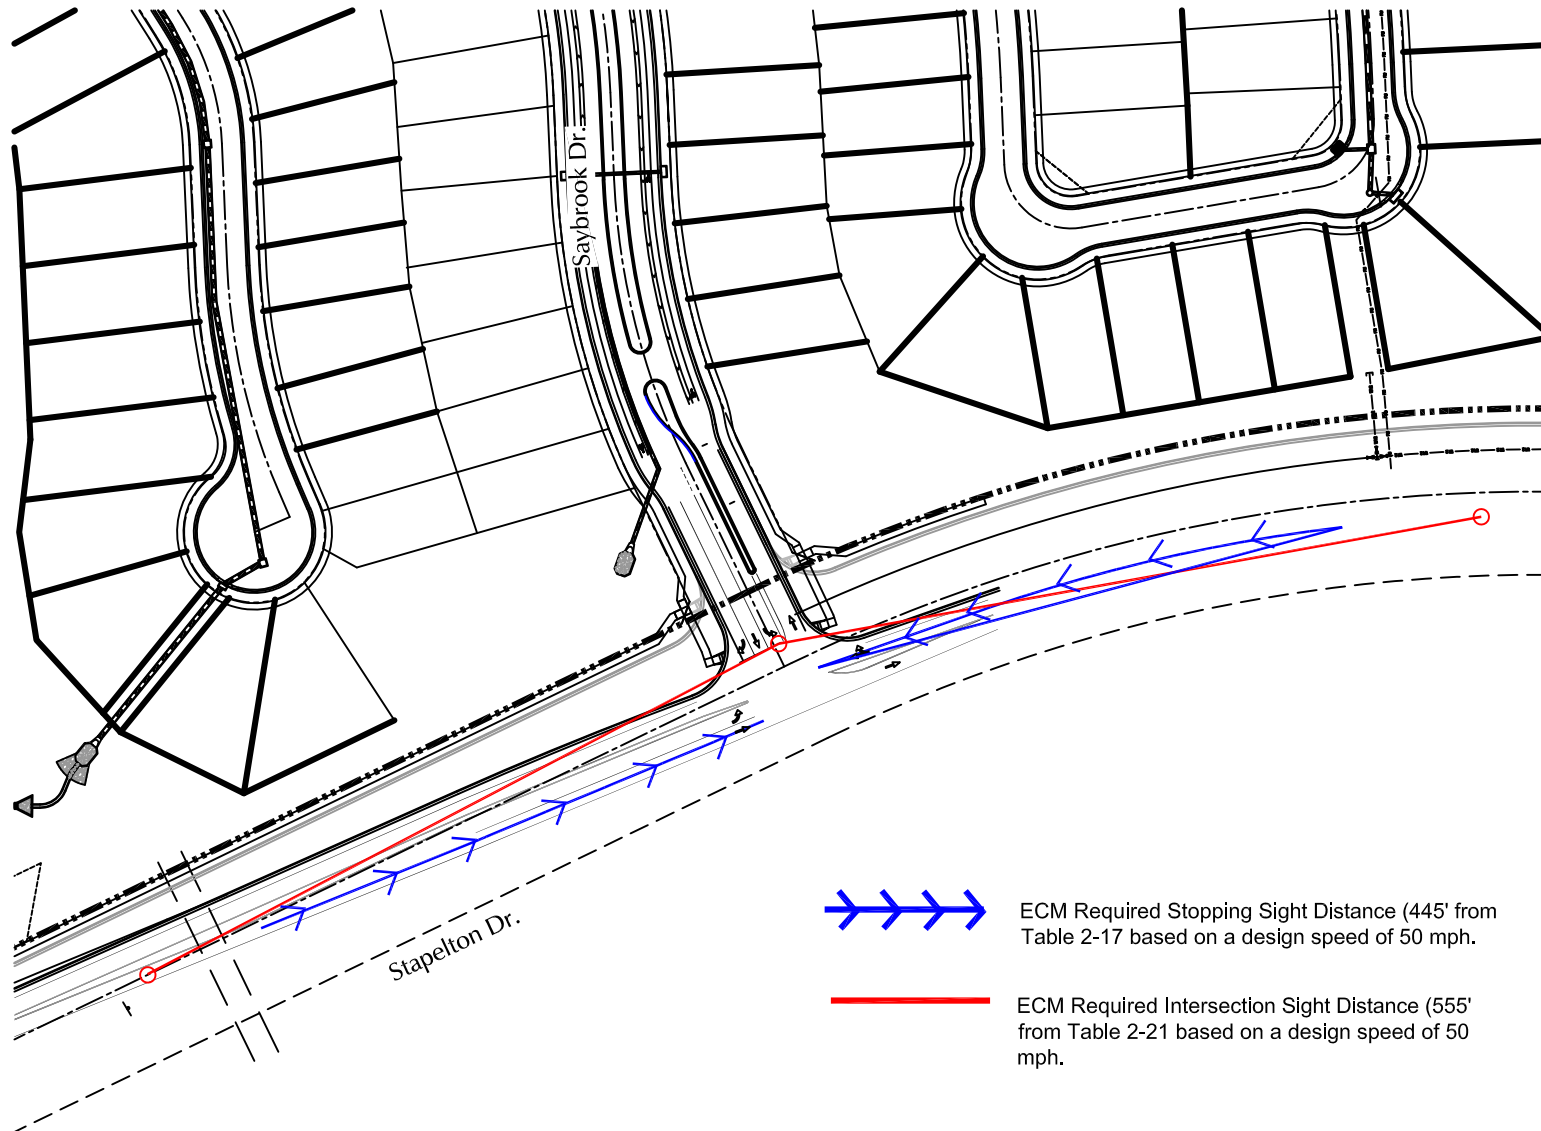 Saybrook Dr.
Stapelton Dr.
ECM Required Stopping Sight Distance (445' from
Table 2-17 based on a design speed of 50 mph.
ECM Required Intersection Sight Distance (555'
from Table 2-21 based on a design speed of 50
mph.